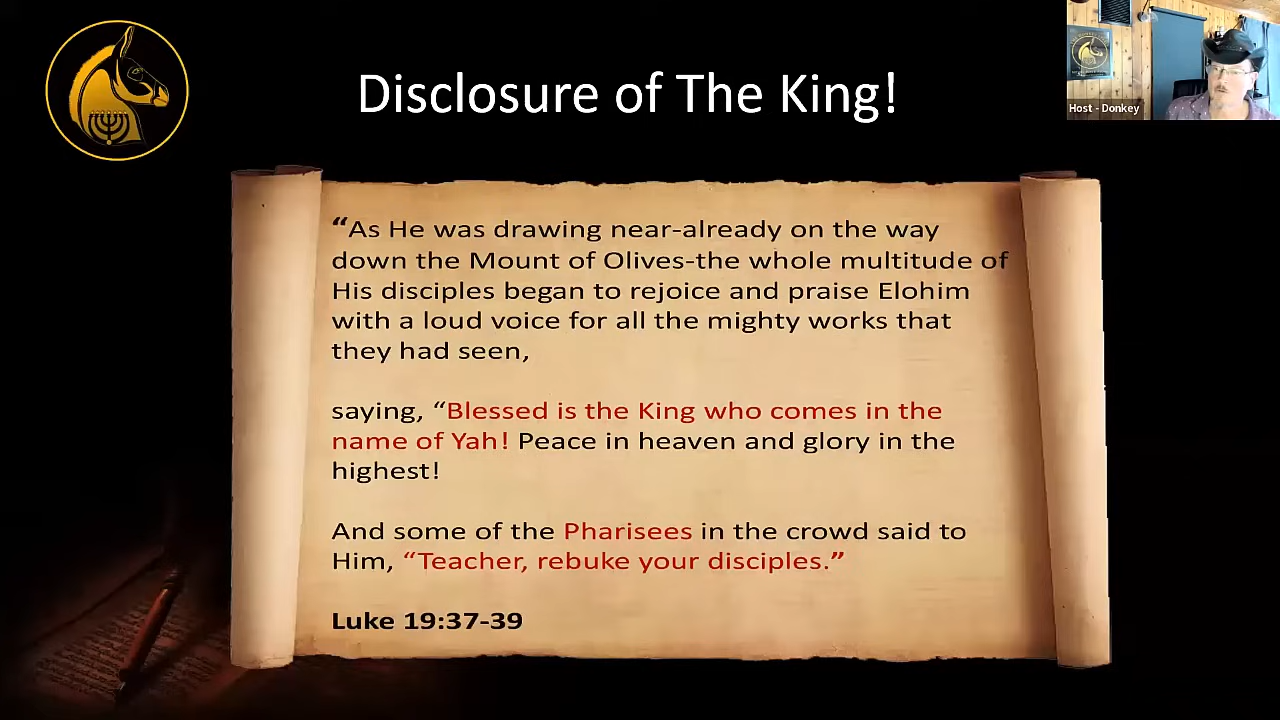 Disclosure of The King!
Host - Donkey
“As He was drawing near-already on the way
down the Mount of Olives-the whole multitude of
His disciples began to rejoice and praise Elohim
with a loud voice for all the mighty works that
they had seen,
saying, “Blessed is the King who comes in the
name of Yah! Peace in heaven and glory in the
highest!
And some of the Pharisees in the crowd said to
Him, “Teacher, rebuke your disciples.”
Luke 19:37-39